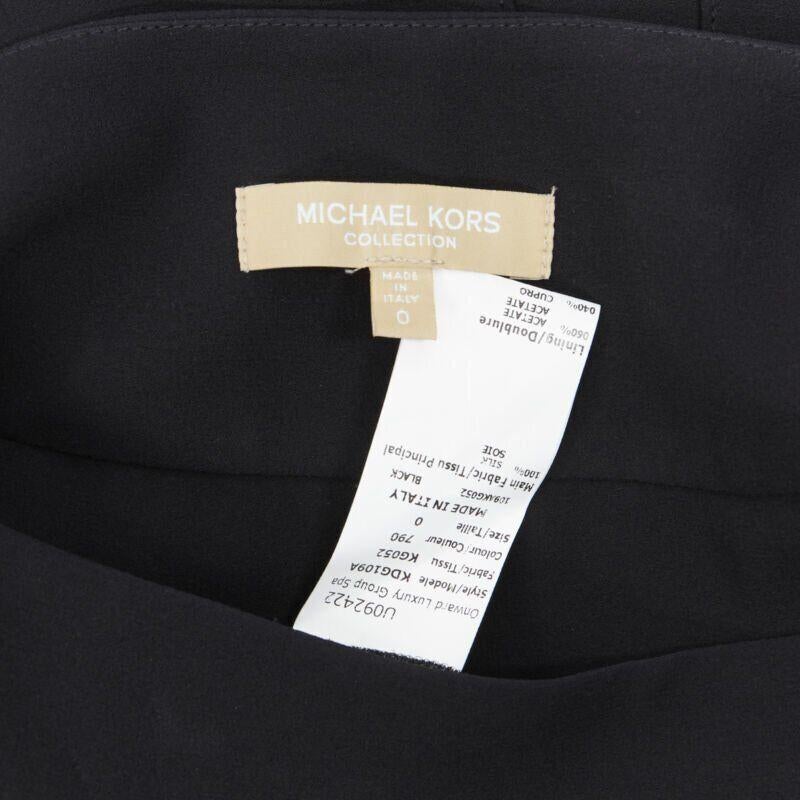 MICHAEL KORS
COLLECTION
MADE
IN
ITALY
0
U092422
Onward Luxury Group Spa
Style/Modele KDG109A
Fabric/Tissu KG052
Colour/Couleur 790
Size/Taille 0
MADE IN ITALY
109AKG052 BLACK
Main Fabric/Tissu Principal
100% SILK
SOIE
Lining/Doublure
060% ACETATE
ACETATE
040% CUPRO